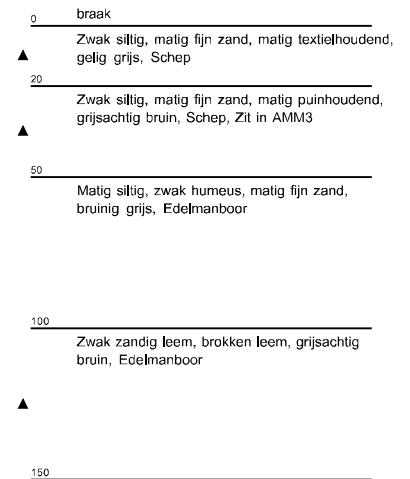 0 braak
Zwak siltig, matig fijn zand, matig textielhoudend,
gelig grijs, Schep
20
Zwak siltig, matig fijn zand, matig puinhoudend,
grijsachtig bruin, Schep, Zit in AMM3
50
Matig siltig, zwak humeus, matig fijn zand,
bruinig grijs, Edelmanboor
100
Zwak zandig leem, brokken leem, grijsachtig
bruin, Edelmanboor
150